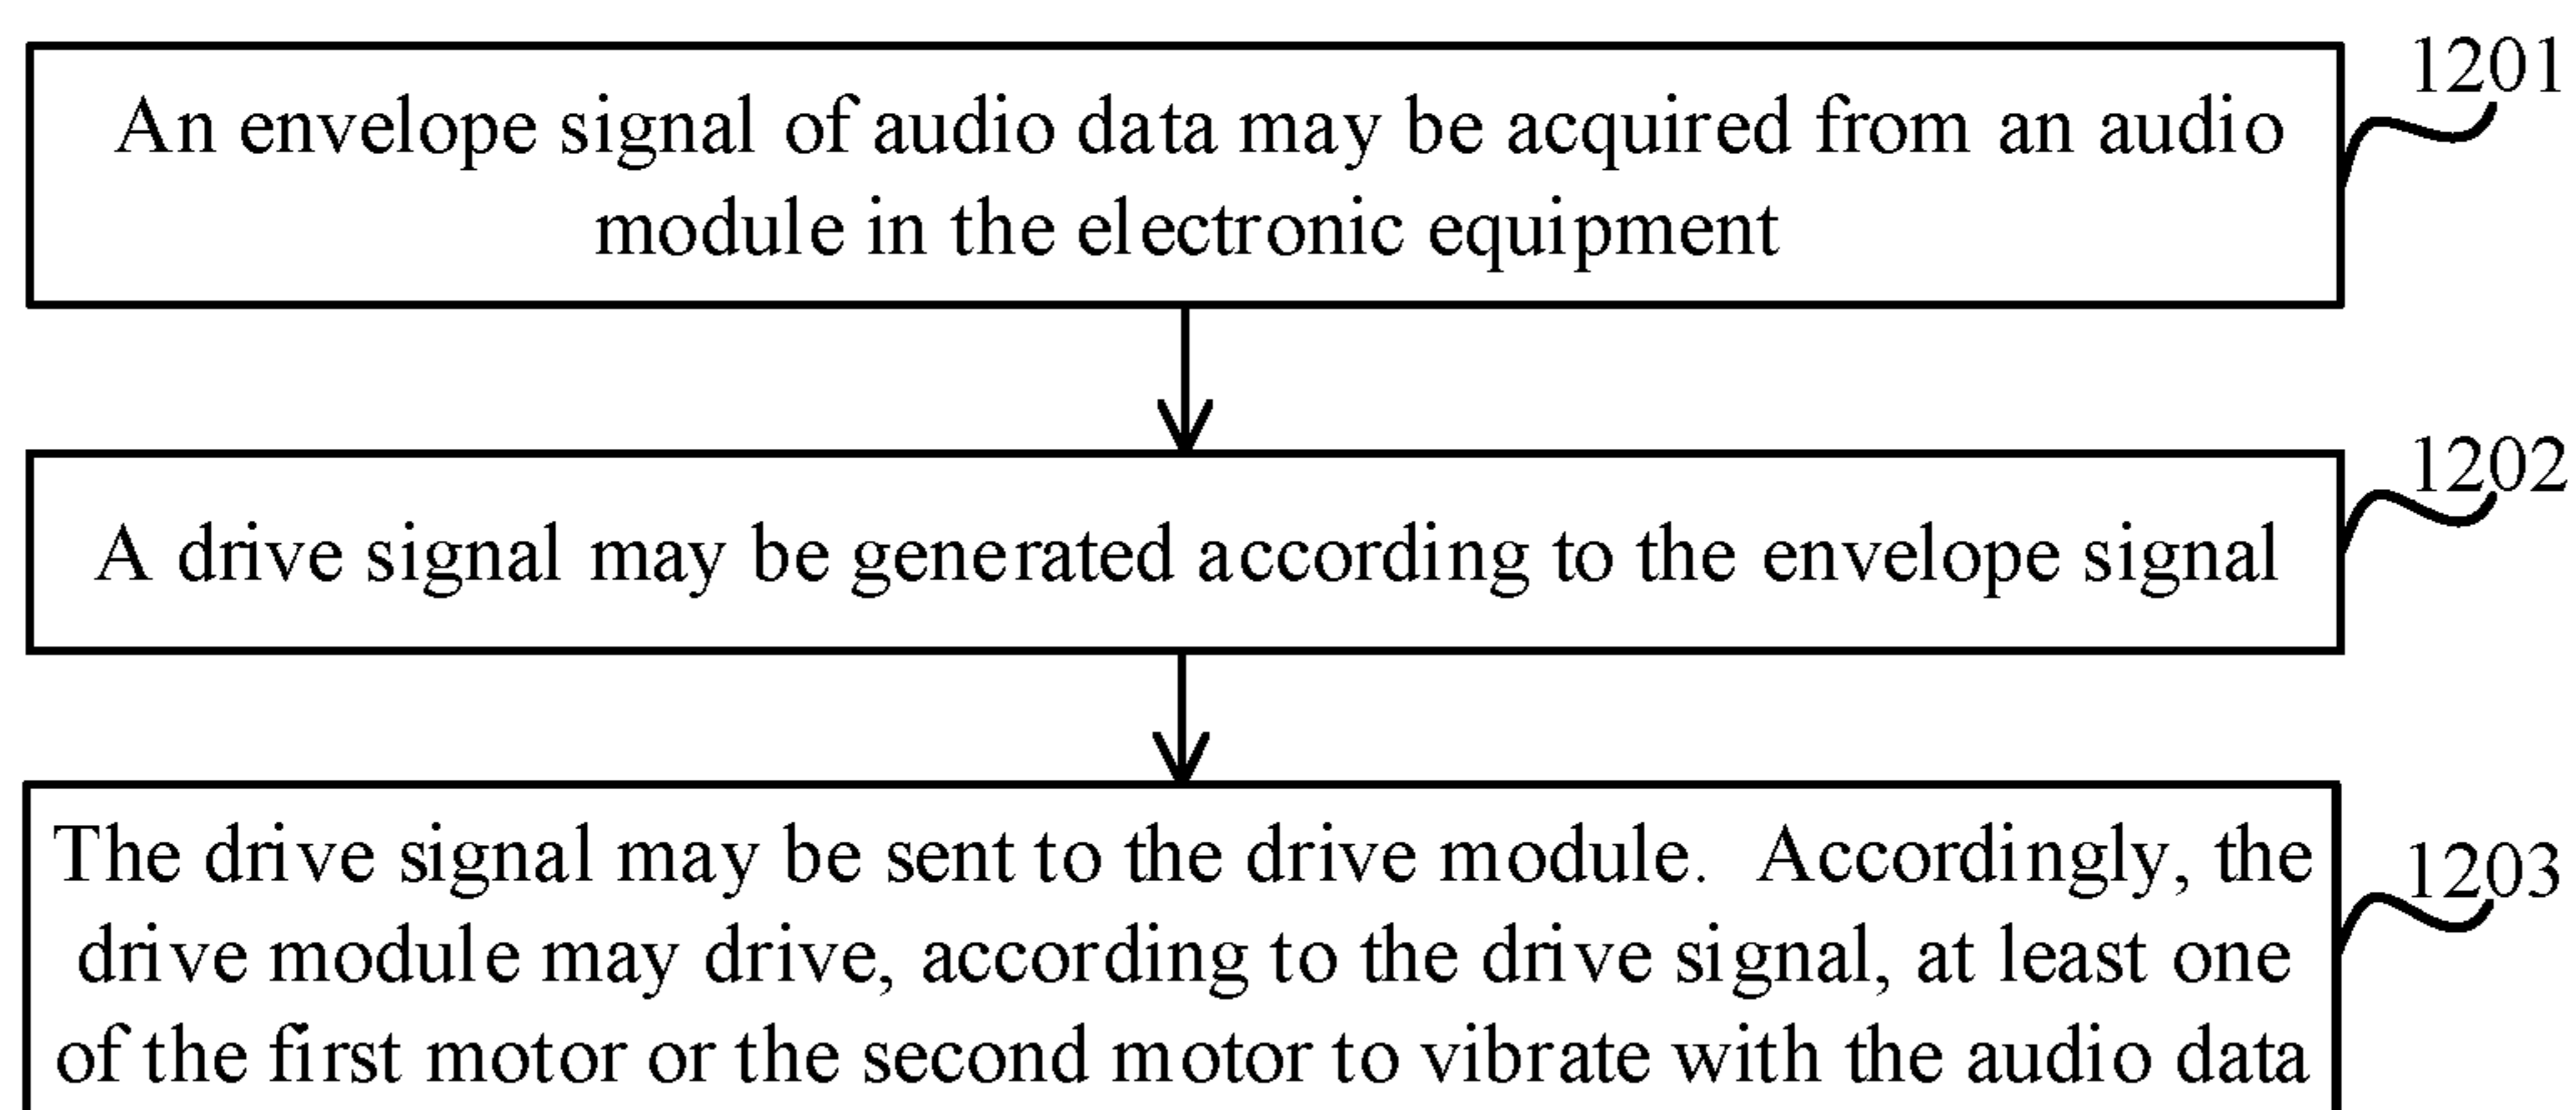 1201
An envelope signal of audio data may be acquired from an audio
module in the electronic equipment
1202
A drive signal may be generated according to the envelope signal
1203
The drive signal may be sent to the drive module. Accordingly, the
drive module may drive, according to the drive signal, at least one
of the first motor or the second motor to vibrate with the audio data